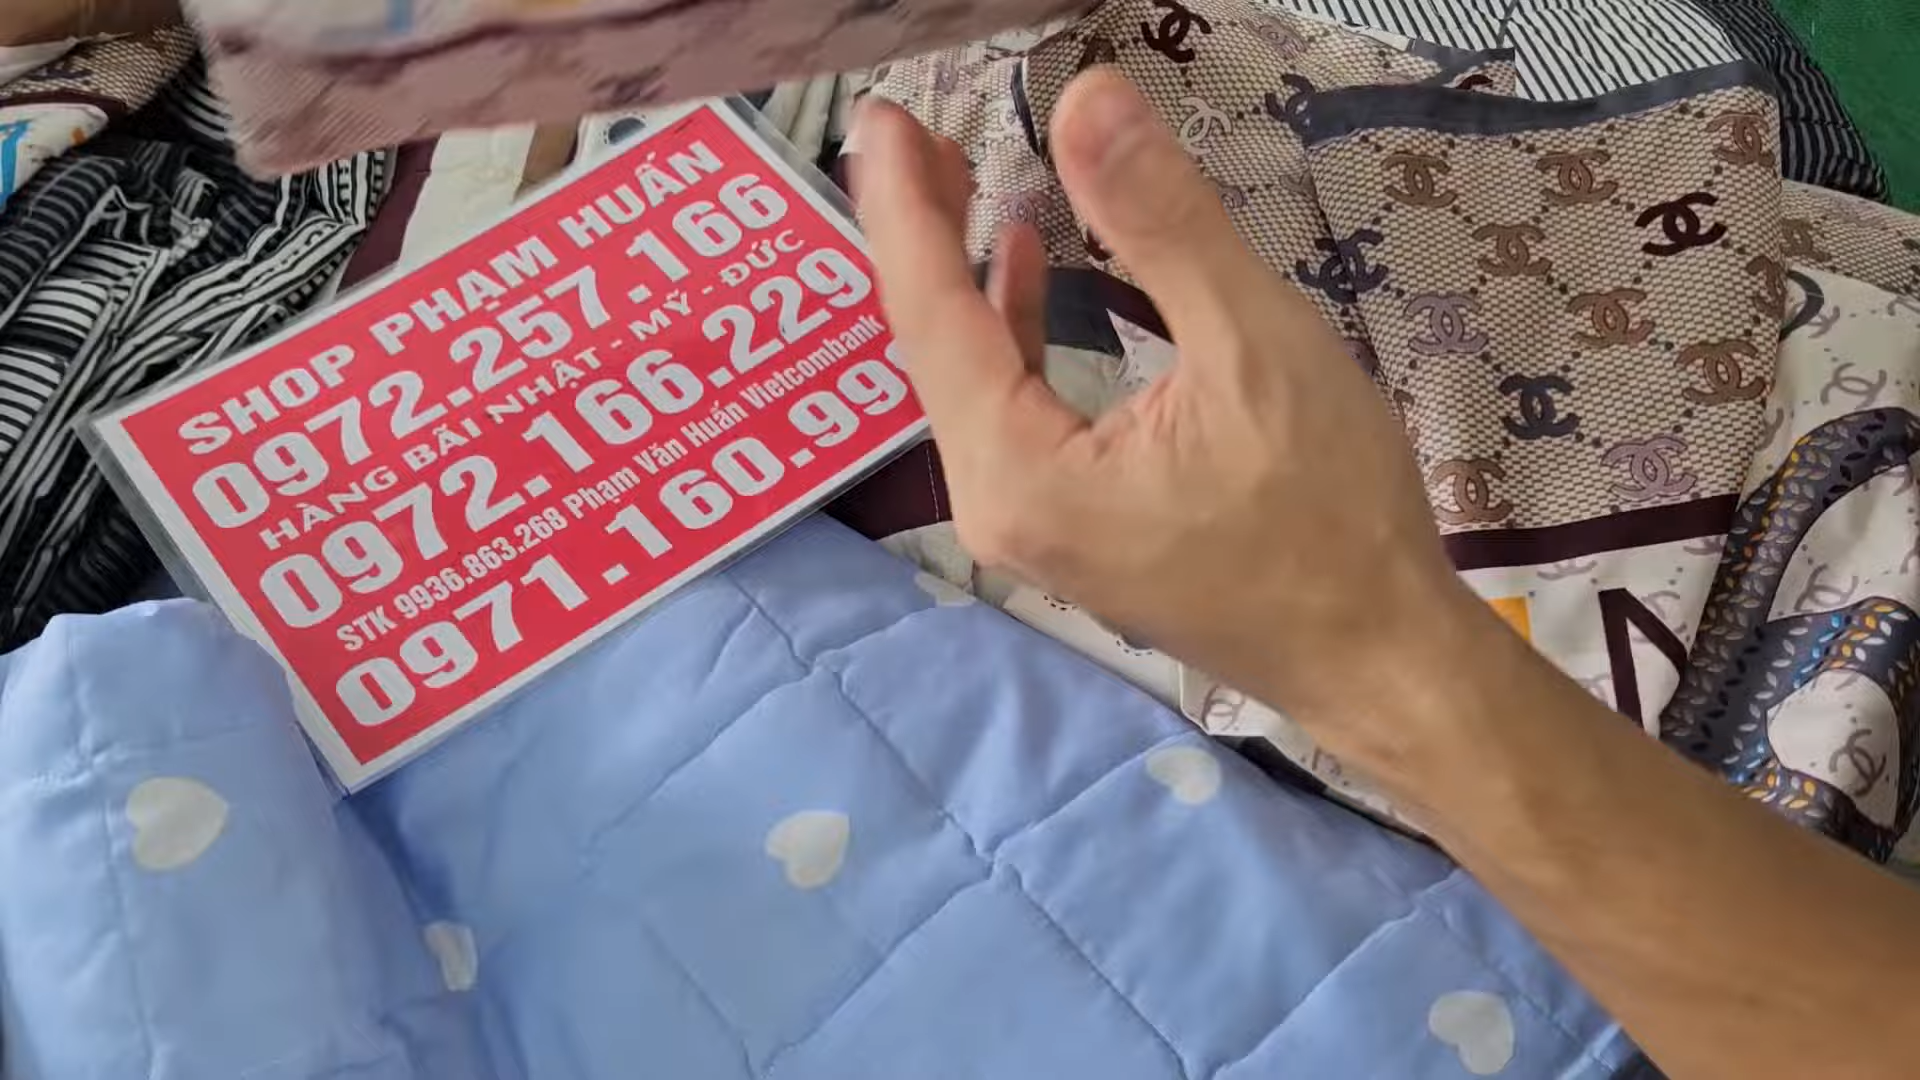 SHOP PHẠM HUẤN
0972.257.166
HÀNG BÃI NHẬT - MỸ - ĐỨC
0972.166.229
STK 9936.863.268 Phạm Văn Huấn Vietcombank
0971.160.99